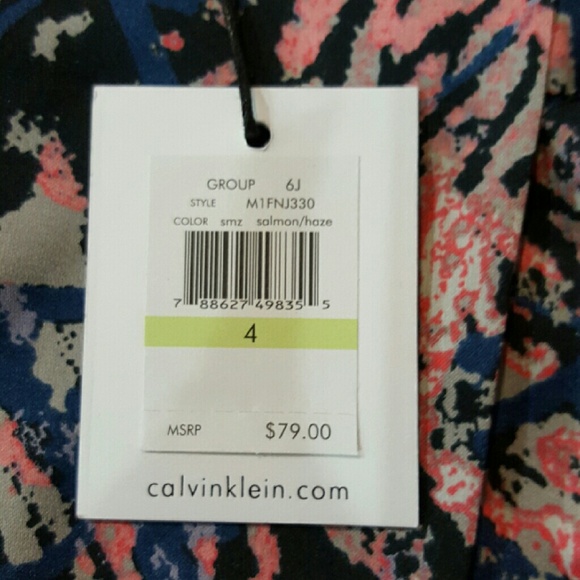 GROUP 6J
STYLE M1FNJ330
COLOR smz salmon/haze
7 88627 49835 5
4
MSRP $79.00
calvinklein.com